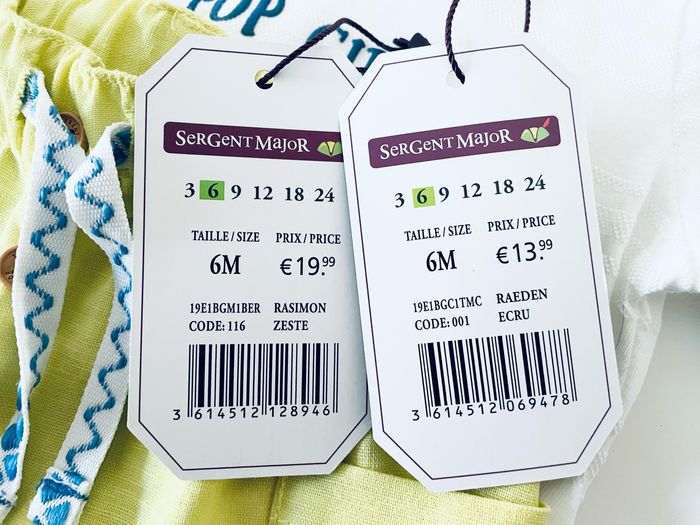 POP
SERGENT MAJOR
3 6 9 12 18 24
TAILLE / SIZE PRIX / PRICE
6M €19.99
19E1BGM1BER RASIMON
CODE: 116 ZESTE
3 614512 128946
SERGENT MAJOR
3 6 9 12 18 24
TAILLE / SIZE PRIX / PRICE
6M €13.99
19E1BGC1TMC RAEDEN
CODE: 001 ECRU
3 614512 069478